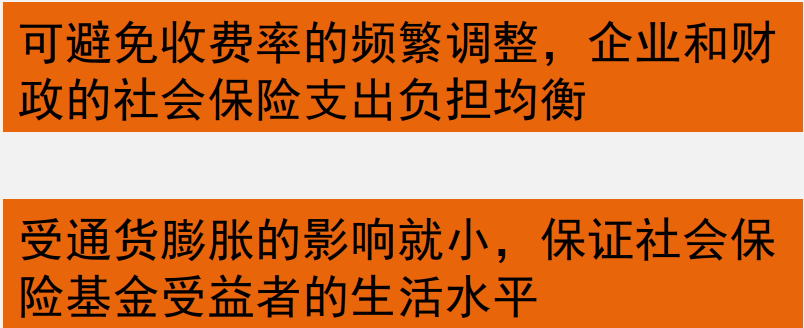 可避免收费率的频繁调整，企业和财
政的社会保险支出负担均衡
受通货膨胀的影响就小，保证社会保
险基金受益者的生活水平